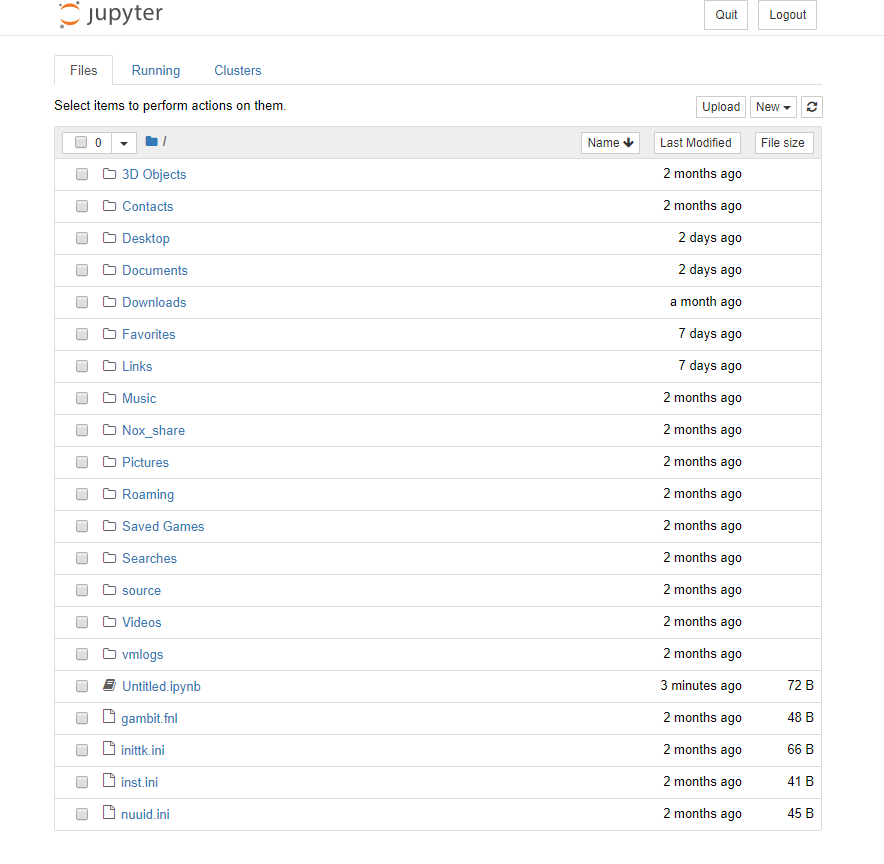 jupyter Quit Logout
Files Running Clusters
Select items to perform actions on them. Upload New
0 / Name Last Modified File size
3D Objects 2 months ago
Contacts 2 months ago
Desktop 2 days ago
Documents 2 days ago
Downloads a month ago
Favorites 7 days ago
Links 7 days ago
Music 2 months ago
Nox_share 2 months ago
Pictures 2 months ago
Roaming 2 months ago
Saved Games 2 months ago
Searches 2 months ago
source 2 months ago
Videos 2 months ago
vmlogs 2 months ago
Untitled.ipynb 3 minutes ago 72 B
gambit.fnl 2 months ago 48 B
inittk.ini 2 months ago 66 B
inst.ini 2 months ago 41 B
nuuid.ini 2 months ago 45 B